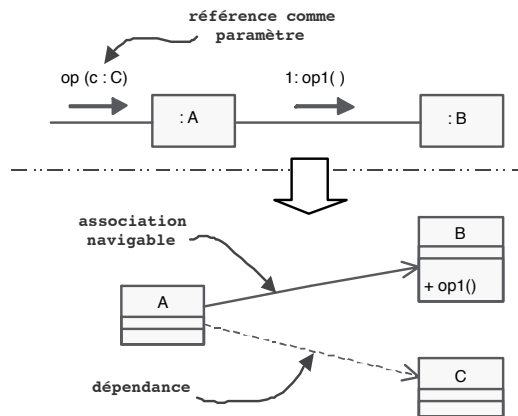 référence comme
paramètre
op (c : C)
1: op1( )
: A
: B
association
navigable
B
+ op1()
A
dépendance
C